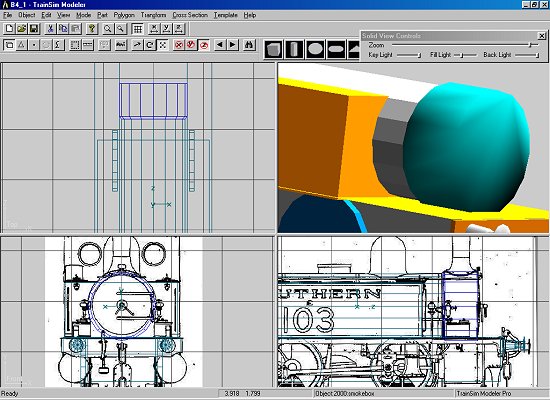 B4_1 - TrainSim Modeler
File Object Edit View Mode Part Polygon Transform Cross Section Template Help
Solid View Controls
Zoom
Key Light Fill Light Back Light
z
y x
Top
y
UTHERN
103
z
Front
Ready 3.918 1.799 Object 2000:smokebox TrainSim Modeler Pro